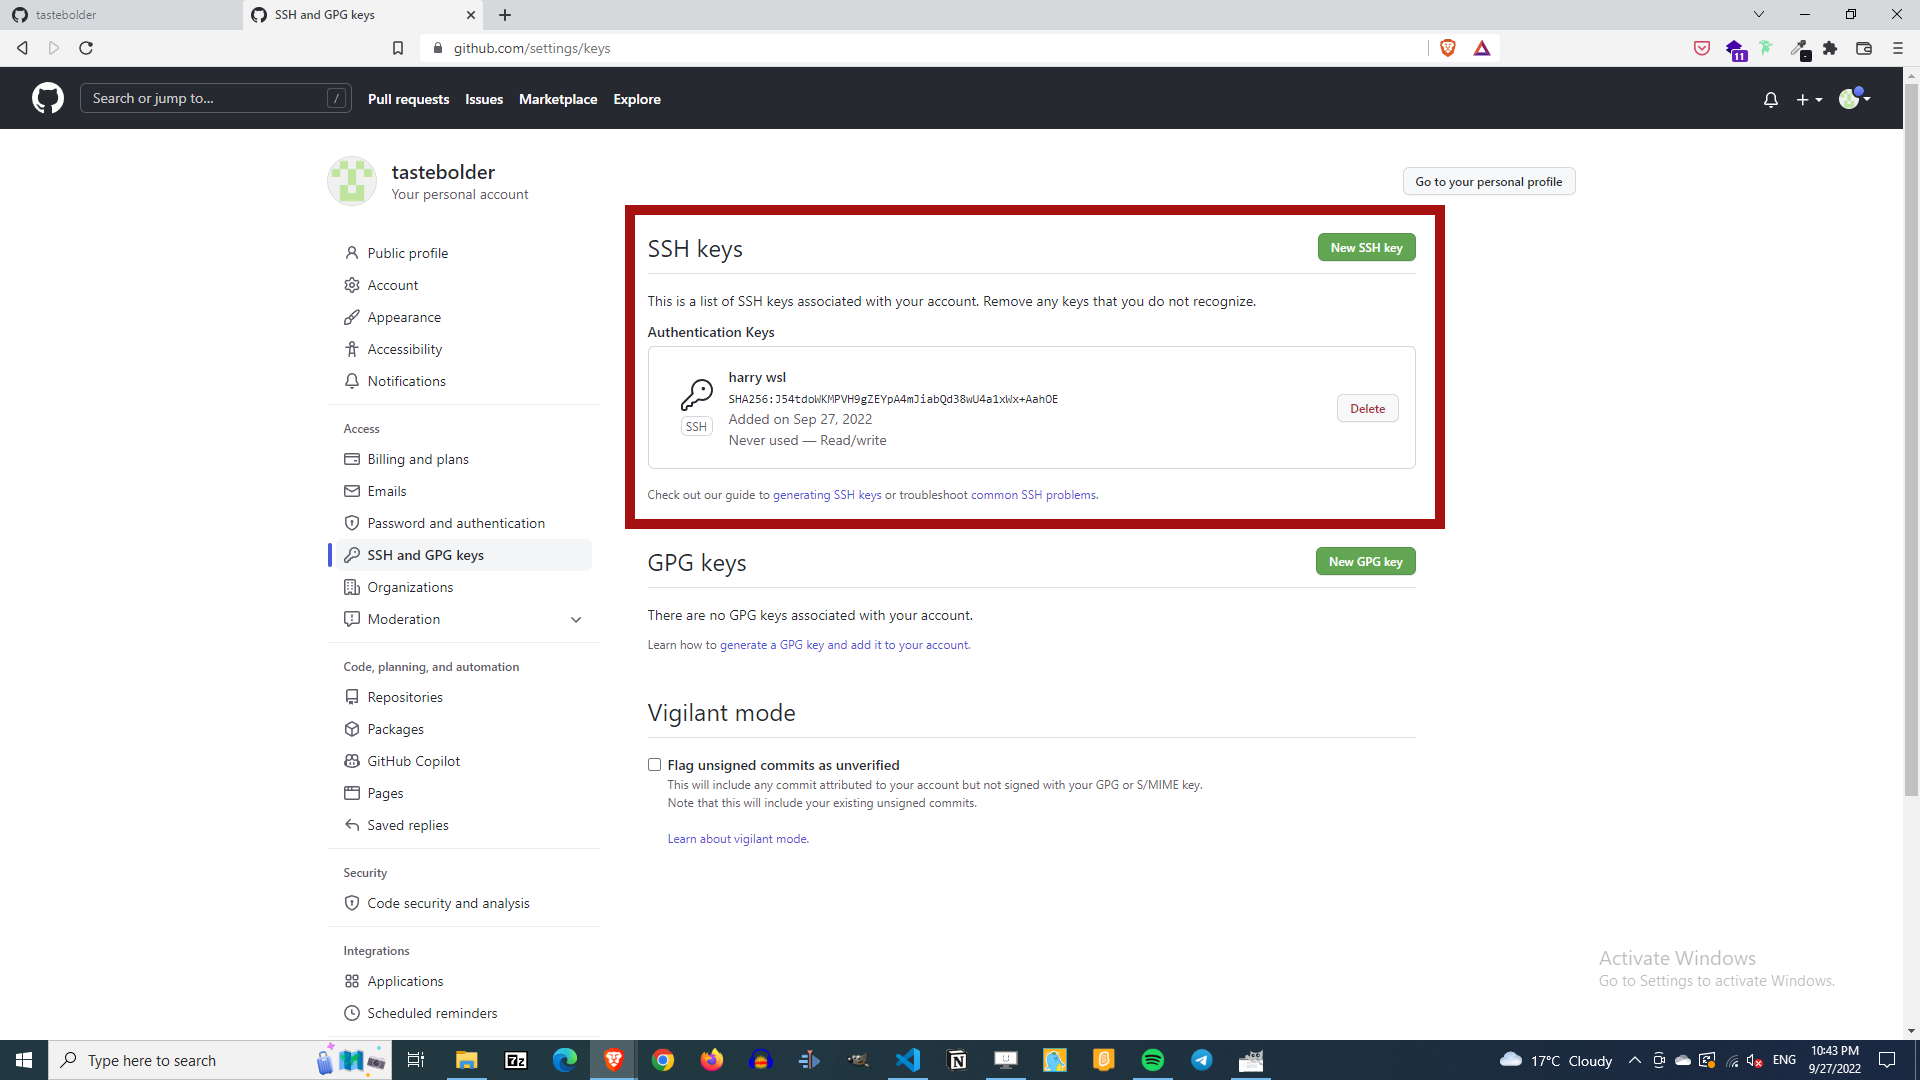 tastebolder
SSH and GPG keys
github.com/settings/keys
11
Search or jump to...
/
Pull requests
Issues
Marketplace
Explore
tastebolder
Your personal account
Go to your personal profile
Public profile
Account
Appearance
Accessibility
Notifications
Access
Billing and plans
Emails
Password and authentication
SSH and GPG keys
Organizations
Moderation
Code, planning, and automation
Repositories
Packages
GitHub Copilot
Pages
Saved replies
Security
Code security and analysis
Integrations
Applications
Scheduled reminders
SSH keys
New SSH key
This is a list of SSH keys associated with your account. Remove any keys that you do not recognize.
Authentication Keys
SSH
harry wsl
SHA256:J54tdoWKMPVH9gZEYpA4mJiabQd38wU4a1xWx+AahOE
Added on Sep 27, 2022
Never used — Read/write
Delete
Check out our guide to generating SSH keys or troubleshoot common SSH problems.
GPG keys
New GPG key
There are no GPG keys associated with your account.
Learn how to generate a GPG key and add it to your account.
Vigilant mode
Flag unsigned commits as unverified
This will include any commit attributed to your account but not signed with your GPG or S/MIME key.
Note that this will include your existing unsigned commits.
Learn about vigilant mode.
Activate Windows
Go to Settings to activate Windows.
Type here to search
7z
17°C Cloudy
ENG
10:43 PM
9/27/2022